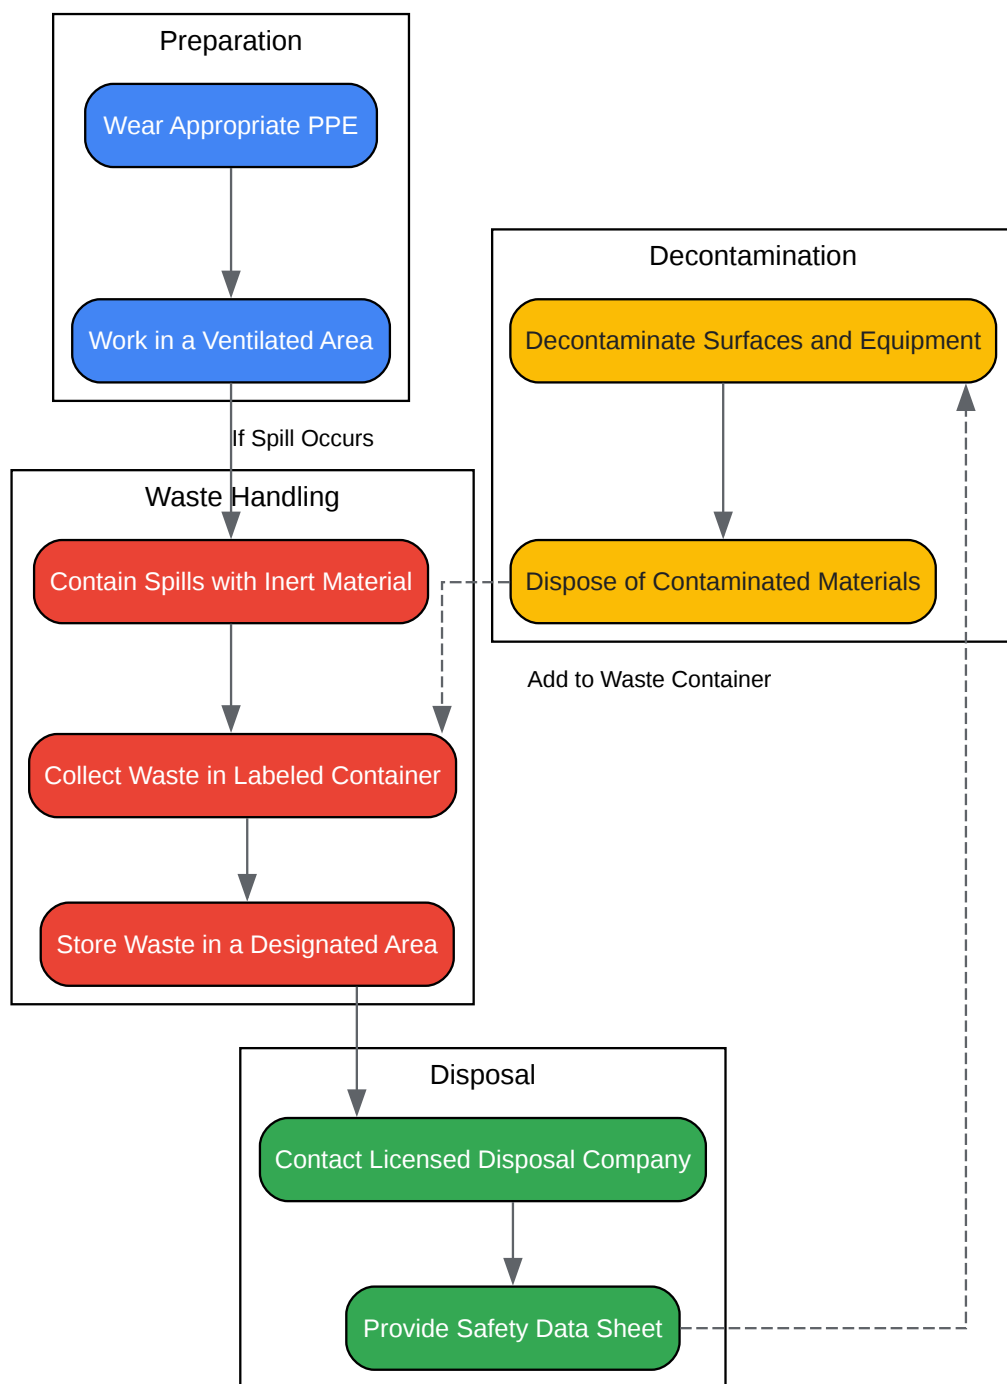 Preparation
Wear Appropriate PPE
Work in a Ventilated Area
If Spill Occurs
Waste Handling
Contain Spills with Inert Material
Collect Waste in Labeled Container
Store Waste in a Designated Area
Decontamination
Decontaminate Surfaces and Equipment
Dispose of Contaminated Materials
Add to Waste Container
Disposal
Contact Licensed Disposal Company
Provide Safety Data Sheet